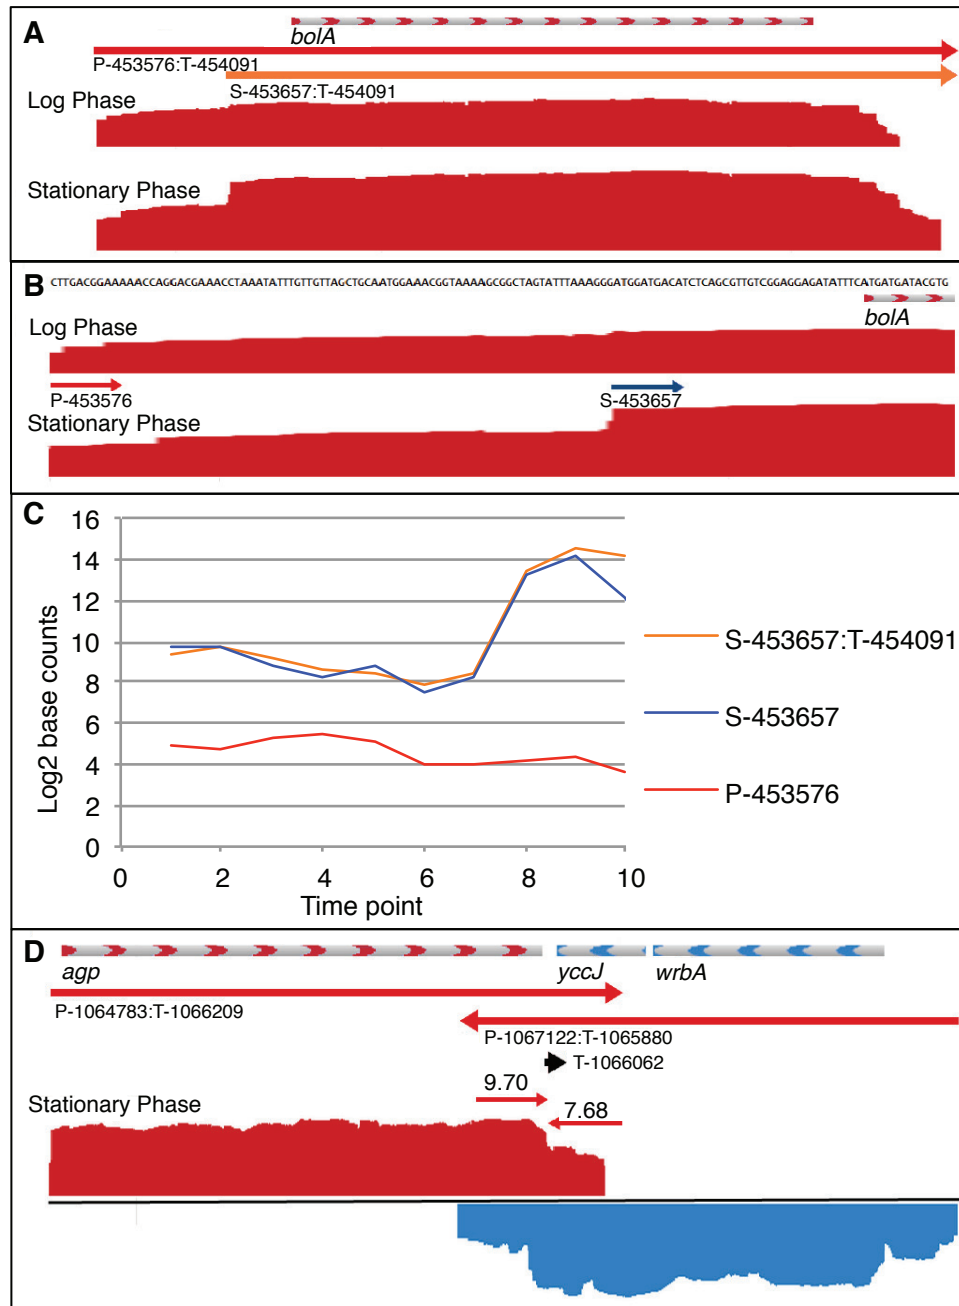 A
bolA
P-453576:T-454091
S-453657:T-454091
Log Phase
Stationary Phase
B
CTTGACGGAAAAACCAGGACGAAACCTAAATATTTGTTGTTAGCTGCAATGGAAACGGTAAAAGCGGCTAGTATTTAAAGGGATGGATGACATCTCAGCGTTGTCGGAGGAGATATTTCATGATGATACGTG
Log Phase
bolA
P-453576
S-453657
Stationary Phase
C
16
14
12
10
8
6
4
2
0
Log2 base counts
0 2 4 6 8 10
Time point
S-453657:T-454091
S-453657
P-453576
D
agp
yccJ
wrbA
P-1064783:T-1066209
P-1067122:T-1065880
T-1066062
9.70
7.68
Stationary Phase